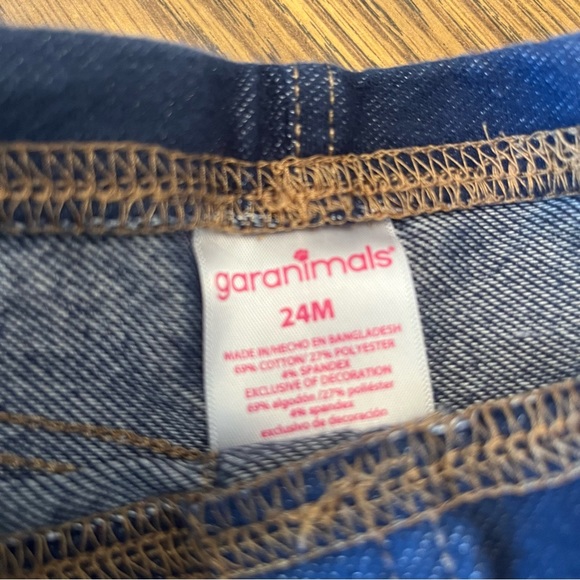 garanimals®
24M
MADE IN/HECHO EN BANGLADESH
69% COTTON/ 27% POLYESTER
4% SPANDEX
EXCLUSIVE OF DECORATION
69% algodón /27% poliéster
4% spandex
exclusivo de decoración